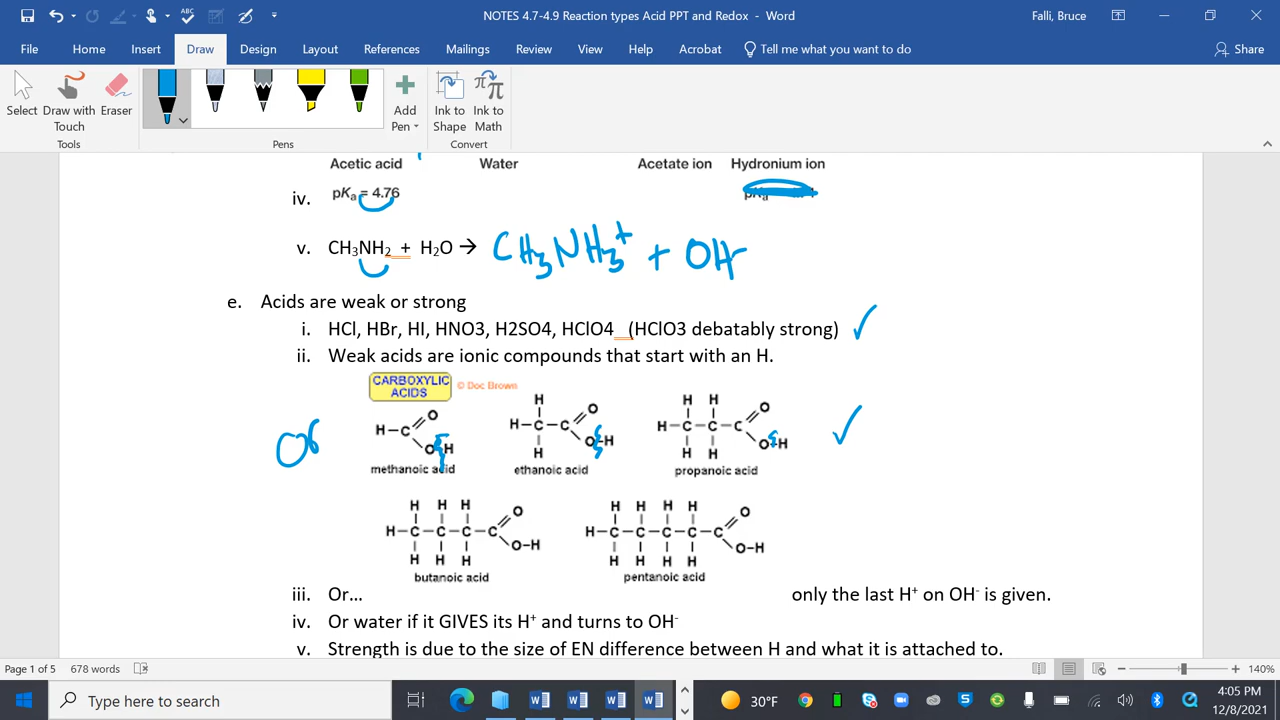 NOTES 4.7-4.9 Reaction types Acid PPT and Redox - Word
Falli, Bruce
File Home Insert Draw Design Layout References Mailings Review View Help Acrobat Tell me what you want to do Share
Select Draw with Touch Eraser Add Pen Ink to Shape Ink to Math
Tools Pens Convert
Acetic acid Water Acetate ion Hydronium ion
iv. pKa = 4.76
v. CH3NH2 + H2O → CH3NH3+ + OH-
e. Acids are weak or strong
i. HCl, HBr, HI, HNO3, H2SO4, HClO4 (HClO3 debatably strong) ✓
ii. Weak acids are ionic compounds that start with an H.
CARBOXYLIC ACIDS © Doc Brown
or
methanoic acid ethanoic acid propanoic acid
butanoic acid pentanoic acid
iii. Or... only the last H+ on OH- is given.
iv. Or water if it GIVES its H+ and turns to OH-
v. Strength is due to the size of EN difference between H and what it is attached to.
Page 1 of 5 678 words 140%
Type here to search
30°F
4:05 PM
12/8/2021